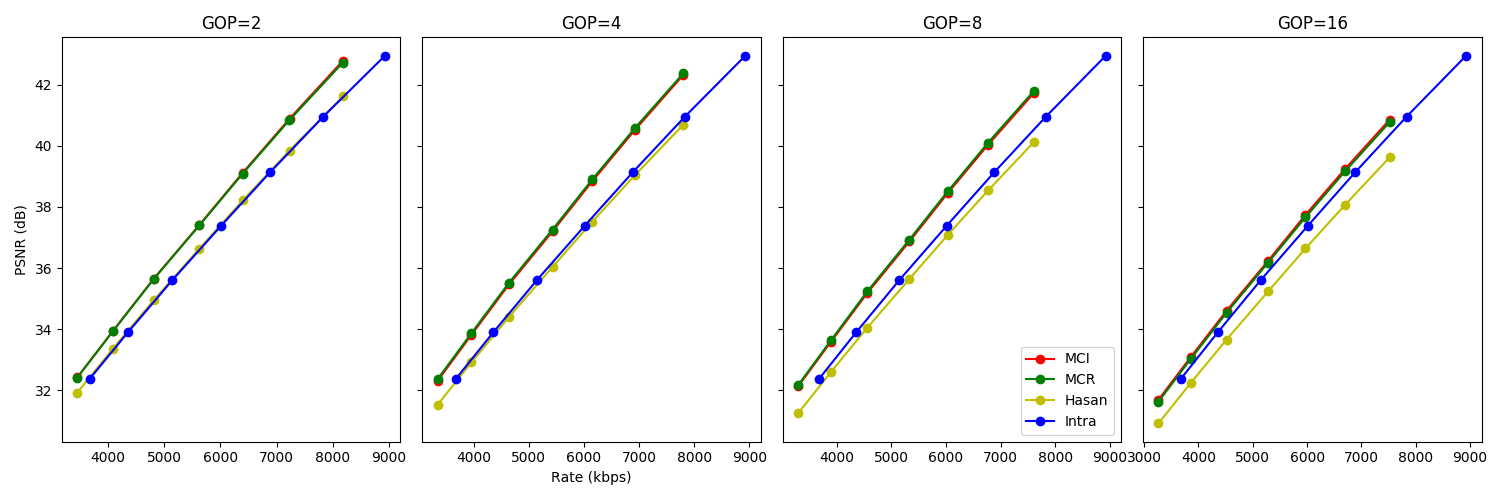 GOP=2 GOP=4 GOP=8 GOP=16
PSNR (dB)
42
40
38
36
34
32
MCI
MCR
Hasan
Intra
4000 5000 6000 7000 8000 9000
4000 5000 6000 7000 8000 9000
4000 5000 6000 7000 8000 9000
3000 4000 5000 6000 7000 8000 9000
Rate (kbps)